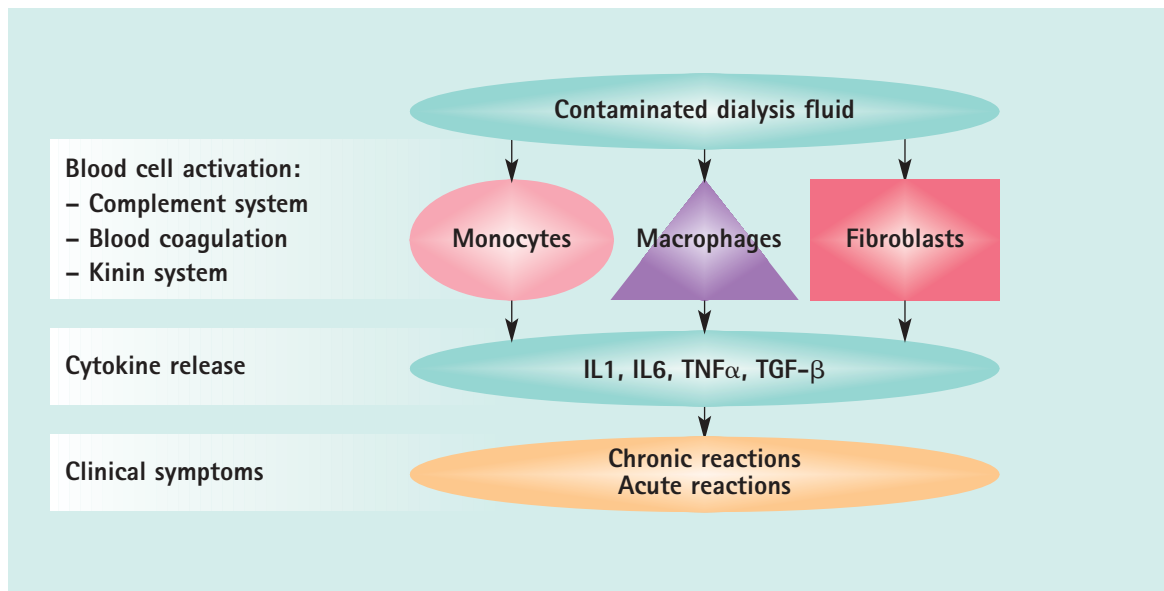 Contaminated dialysis fluid
Blood cell activation:
– Complement system
– Blood coagulation
– Kinin system
Monocytes
Macrophages
Fibroblasts
Cytokine release
IL1, IL6, TNFα, TGF-β
Clinical symptoms
Chronic reactions
Acute reactions